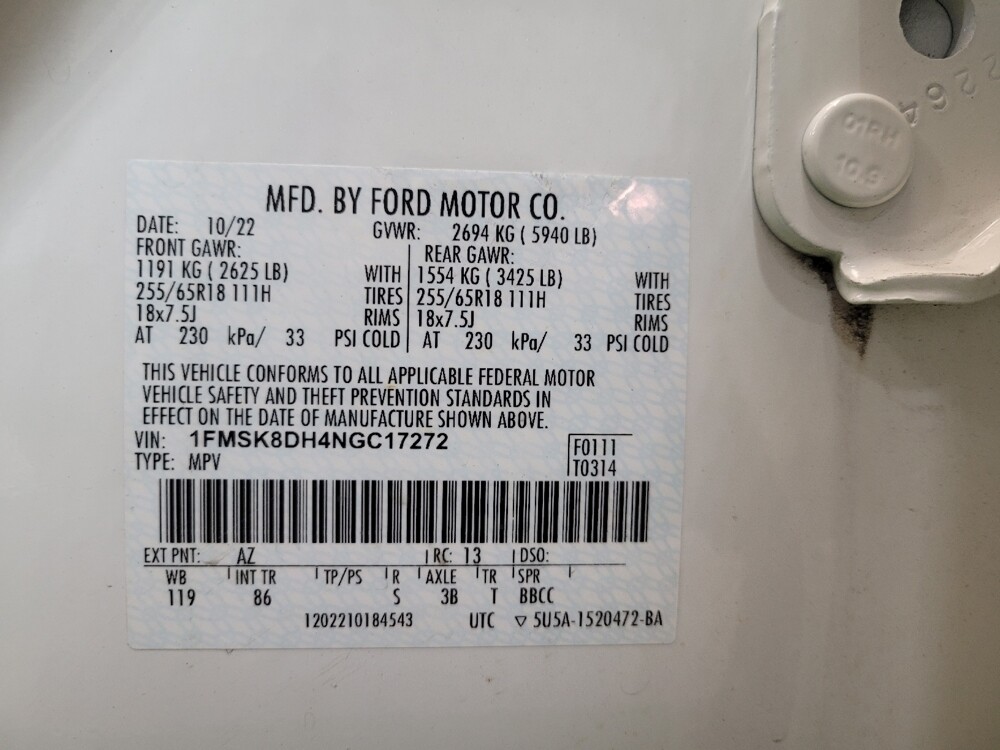 MFD. BY FORD MOTOR CO.
DATE: 10/22 GVWR: 2694 KG ( 5940 LB)
FRONT GAWR: REAR GAWR:
1191 KG ( 2625 LB) WITH 1554 KG ( 3425 LB) WITH
255/65R18 111H TIRES 255/65R18 111H TIRES
18x7.5J RIMS 18x7.5J RIMS
AT 230 kPa/ 33 PSI COLD AT 230 kPa/ 33 PSI COLD
THIS VEHICLE CONFORMS TO ALL APPLICABLE FEDERAL MOTOR
VEHICLE SAFETY AND THEFT PREVENTION STANDARDS IN
EFFECT ON THE DATE OF MANUFACTURE SHOWN ABOVE.
VIN: 1FMSK8DH4NGC17272
F0111
TYPE: MPV
T0314
EXT PNT: AZ RC: 13 DSO:
WB INT TR TP/PS R AXLE TR SPR
119 86 S 3B T BBCC
1202210184543 UTC ▽ 5U5A-1520472-BA
01RH
10.9